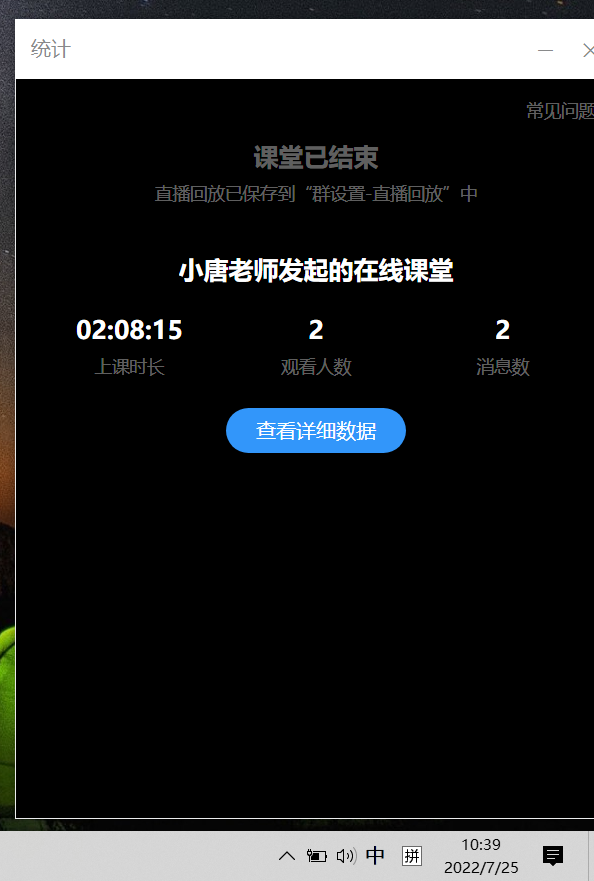 统计
常见问题
课堂已结束
直播回放已保存到“群设置-直播回放”中
小唐老师发起的在线课堂
02:08:15 2 2
上课时长 观看人数 消息数
查看详细数据
中 拼 10:39
2022/7/25